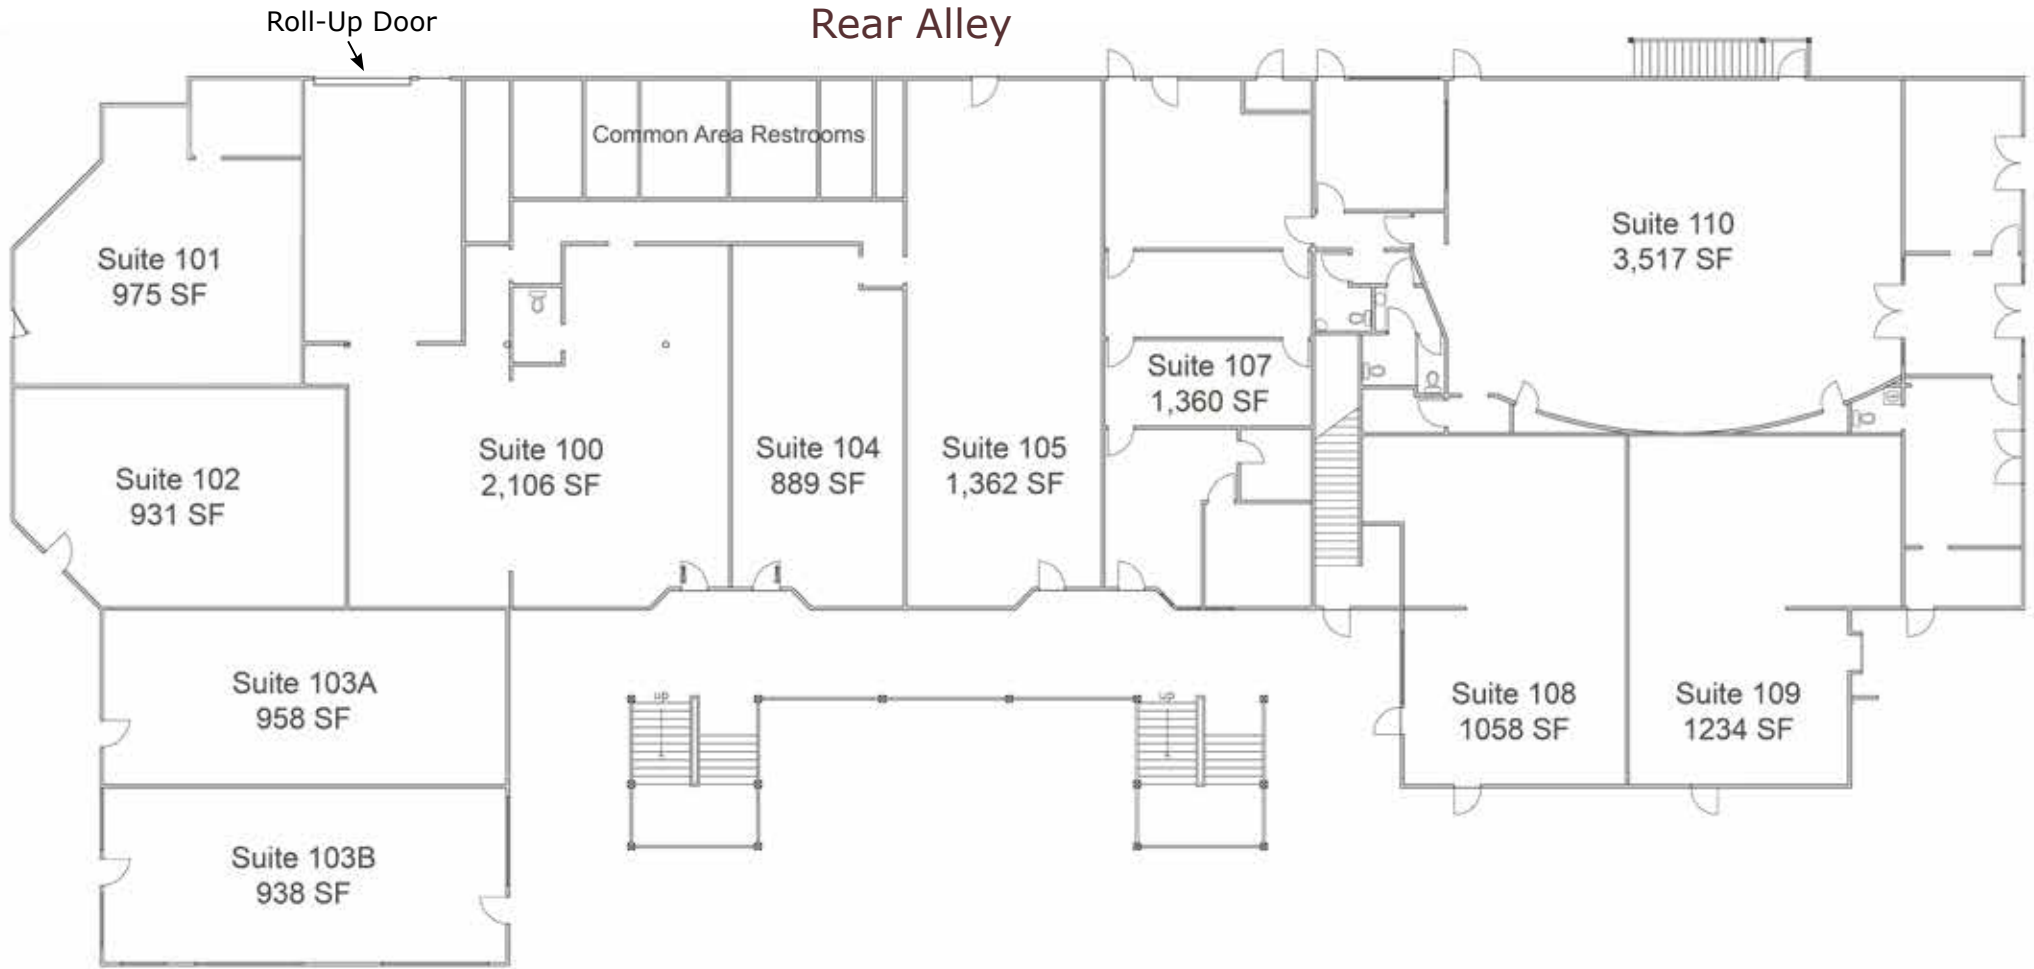 Roll-Up Door
Rear Alley
Common Area Restrooms
Suite 101
975 SF
Suite 110
3,517 SF
Suite 107
1,360 SF
Suite 102
931 SF
Suite 100
2,106 SF
Suite 104
889 SF
Suite 105
1,362 SF
Suite 103A
958 SF
UP
UP
Suite 108
1058 SF
Suite 109
1234 SF
Suite 103B
938 SF